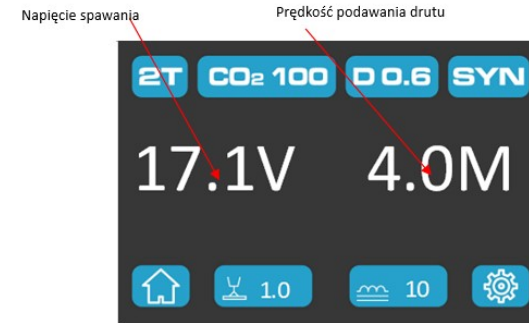 Napięcie spawania
Prędkość podawania drutu
2T CO₂ 100 D 0.6 SYN
17.1V 4.0M
1.0 10